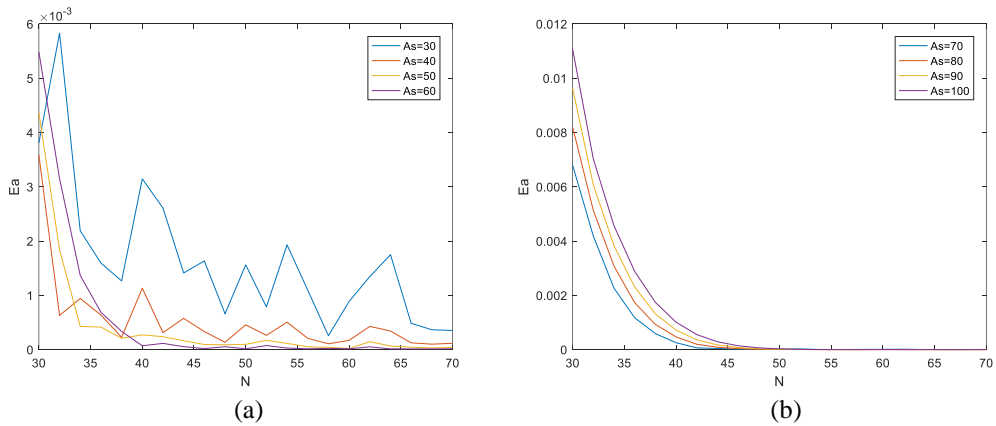 ×10⁻³
6
5
4
3
2
1
0
Ea
30 35 40 45 50 55 60 65 70
N
As=30
As=40
As=50
As=60
(a)
0.012
0.01
0.008
0.006
0.004
0.002
0
Ea
30 35 40 45 50 55 60 65 70
N
As=70
As=80
As=90
As=100
(b)